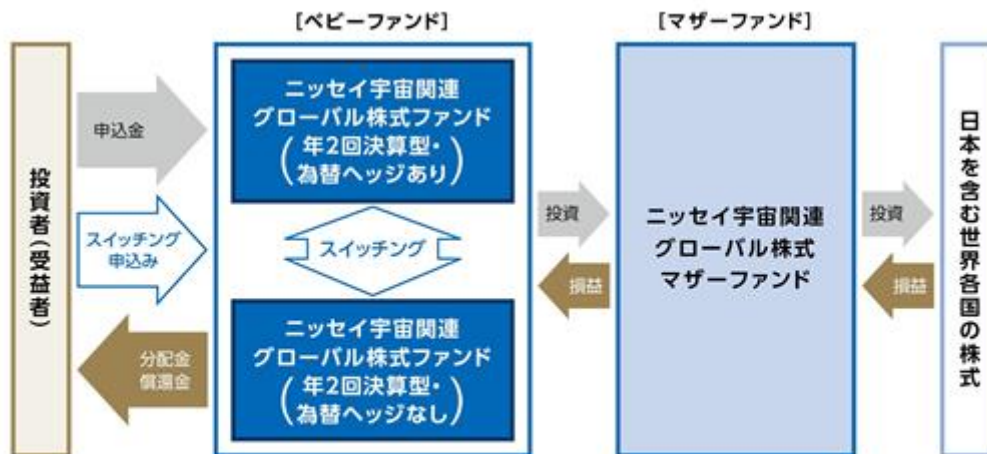 [ベビーファンド]
[マザーファンド]
投資者(受益者)
申込金
スイッチング
申込み
分配金
償還金
ニッセイ宇宙関連
グローバル株式ファンド
(年2回決算型・
為替ヘッジあり)
スイッチング
ニッセイ宇宙関連
グローバル株式ファンド
(年2回決算型・
為替ヘッジなし)
投資
損益
ニッセイ宇宙関連
グローバル株式
マザーファンド
投資
損益
日本を含む世界各国の株式